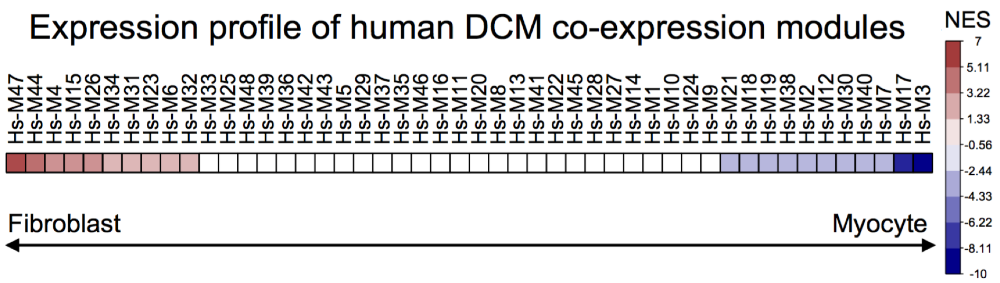 Expression profile of human DCM co-expression modules
NES
7
5.11
3.22
1.33
-0.56
-2.44
-4.33
-6.22
-8.11
-10
Hs-M47
Hs-M44
Hs-M4
Hs-M15
Hs-M26
Hs-M34
Hs-M31
Hs-M23
Hs-M6
Hs-M32
Hs-M33
Hs-M25
Hs-M48
Hs-M39
Hs-M36
Hs-M42
Hs-M43
Hs-M5
Hs-M29
Hs-M37
Hs-M35
Hs-M46
Hs-M16
Hs-M11
Hs-M20
Hs-M8
Hs-M13
Hs-M41
Hs-M22
Hs-M45
Hs-M28
Hs-M27
Hs-M14
Hs-M1
Hs-M10
Hs-M24
Hs-M9
Hs-M21
Hs-M18
Hs-M19
Hs-M38
Hs-M2
Hs-M12
Hs-M30
Hs-M40
Hs-M7
Hs-M17
Hs-M3
Fibroblast
Myocyte